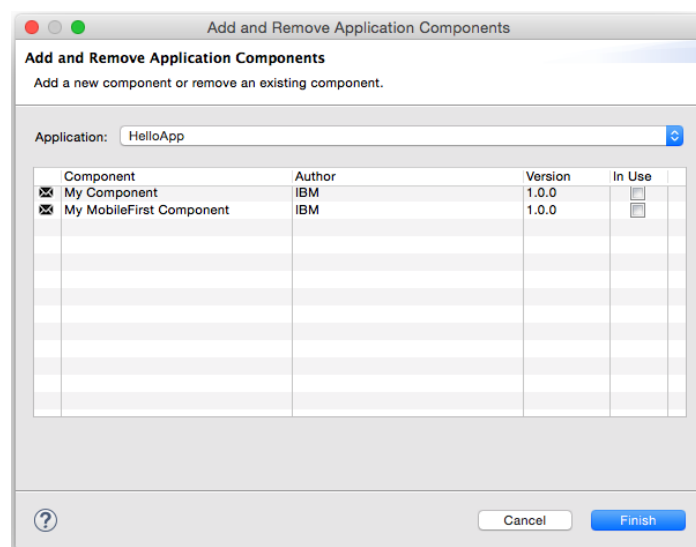 Add and Remove Application Components
Add and Remove Application Components
Add a new component or remove an existing component.
Application: HelloApp
Component Author Version In Use
My Component IBM 1.0.0
My MobileFirst Component IBM 1.0.0
? Cancel Finish